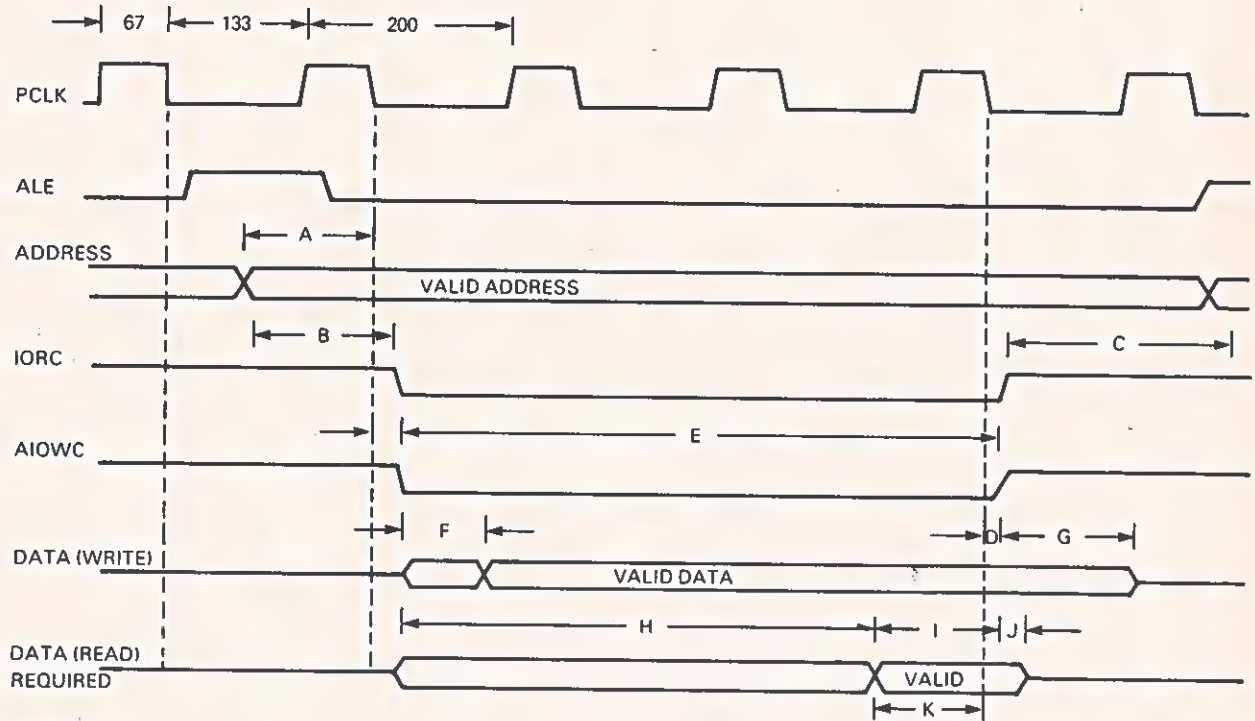 67 133 200
PCLK
ALE
A
ADDRESS
VALID ADDRESS
B
C
IORC
E
AIOWC
F
D
G
DATA (WRITE)
VALID DATA
H
I
J
DATA (READ)
REQUIRED
VALID
K